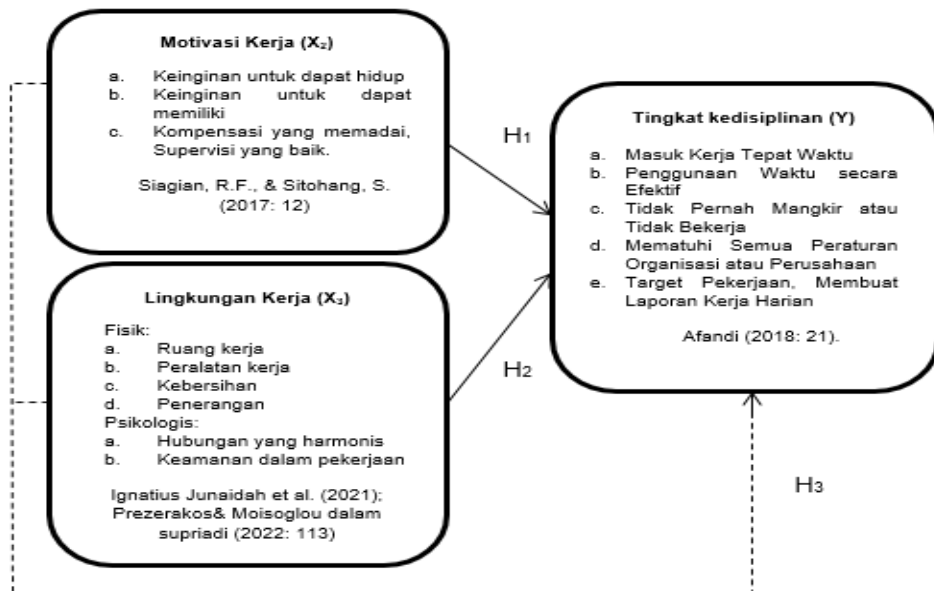 Motivasi Kerja (X₂)
a. Keinginan untuk dapat hidup
b. Keinginan untuk dapat
memiliki
c. Kompensasi yang memadai,
Supervisi yang baik.
Siagian, R.F., & Sitohang, S.
(2017: 12)
Lingkungan Kerja (X₃)
Fisik:
a. Ruang kerja
b. Peralatan kerja
c. Kebersihan
d. Penerangan
Psikologis:
a. Hubungan yang harmonis
b. Keamanan dalam pekerjaan
Ignatius Junaidah et al. (2021);
Prezerakos& Moisoglou dalam
supriadi (2022: 113)
H₁
H₂
Tingkat kedisiplinan (Y)
a. Masuk Kerja Tepat Waktu
b. Penggunaan Waktu secara
Efektif
c. Tidak Pernah Mangkir atau
Tidak Bekerja
d. Mematuhi Semua Peraturan
Organisasi atau Perusahaan
e. Target Pekerjaan, Membuat
Laporan Kerja Harian
Afandi (2018: 21).
H₃